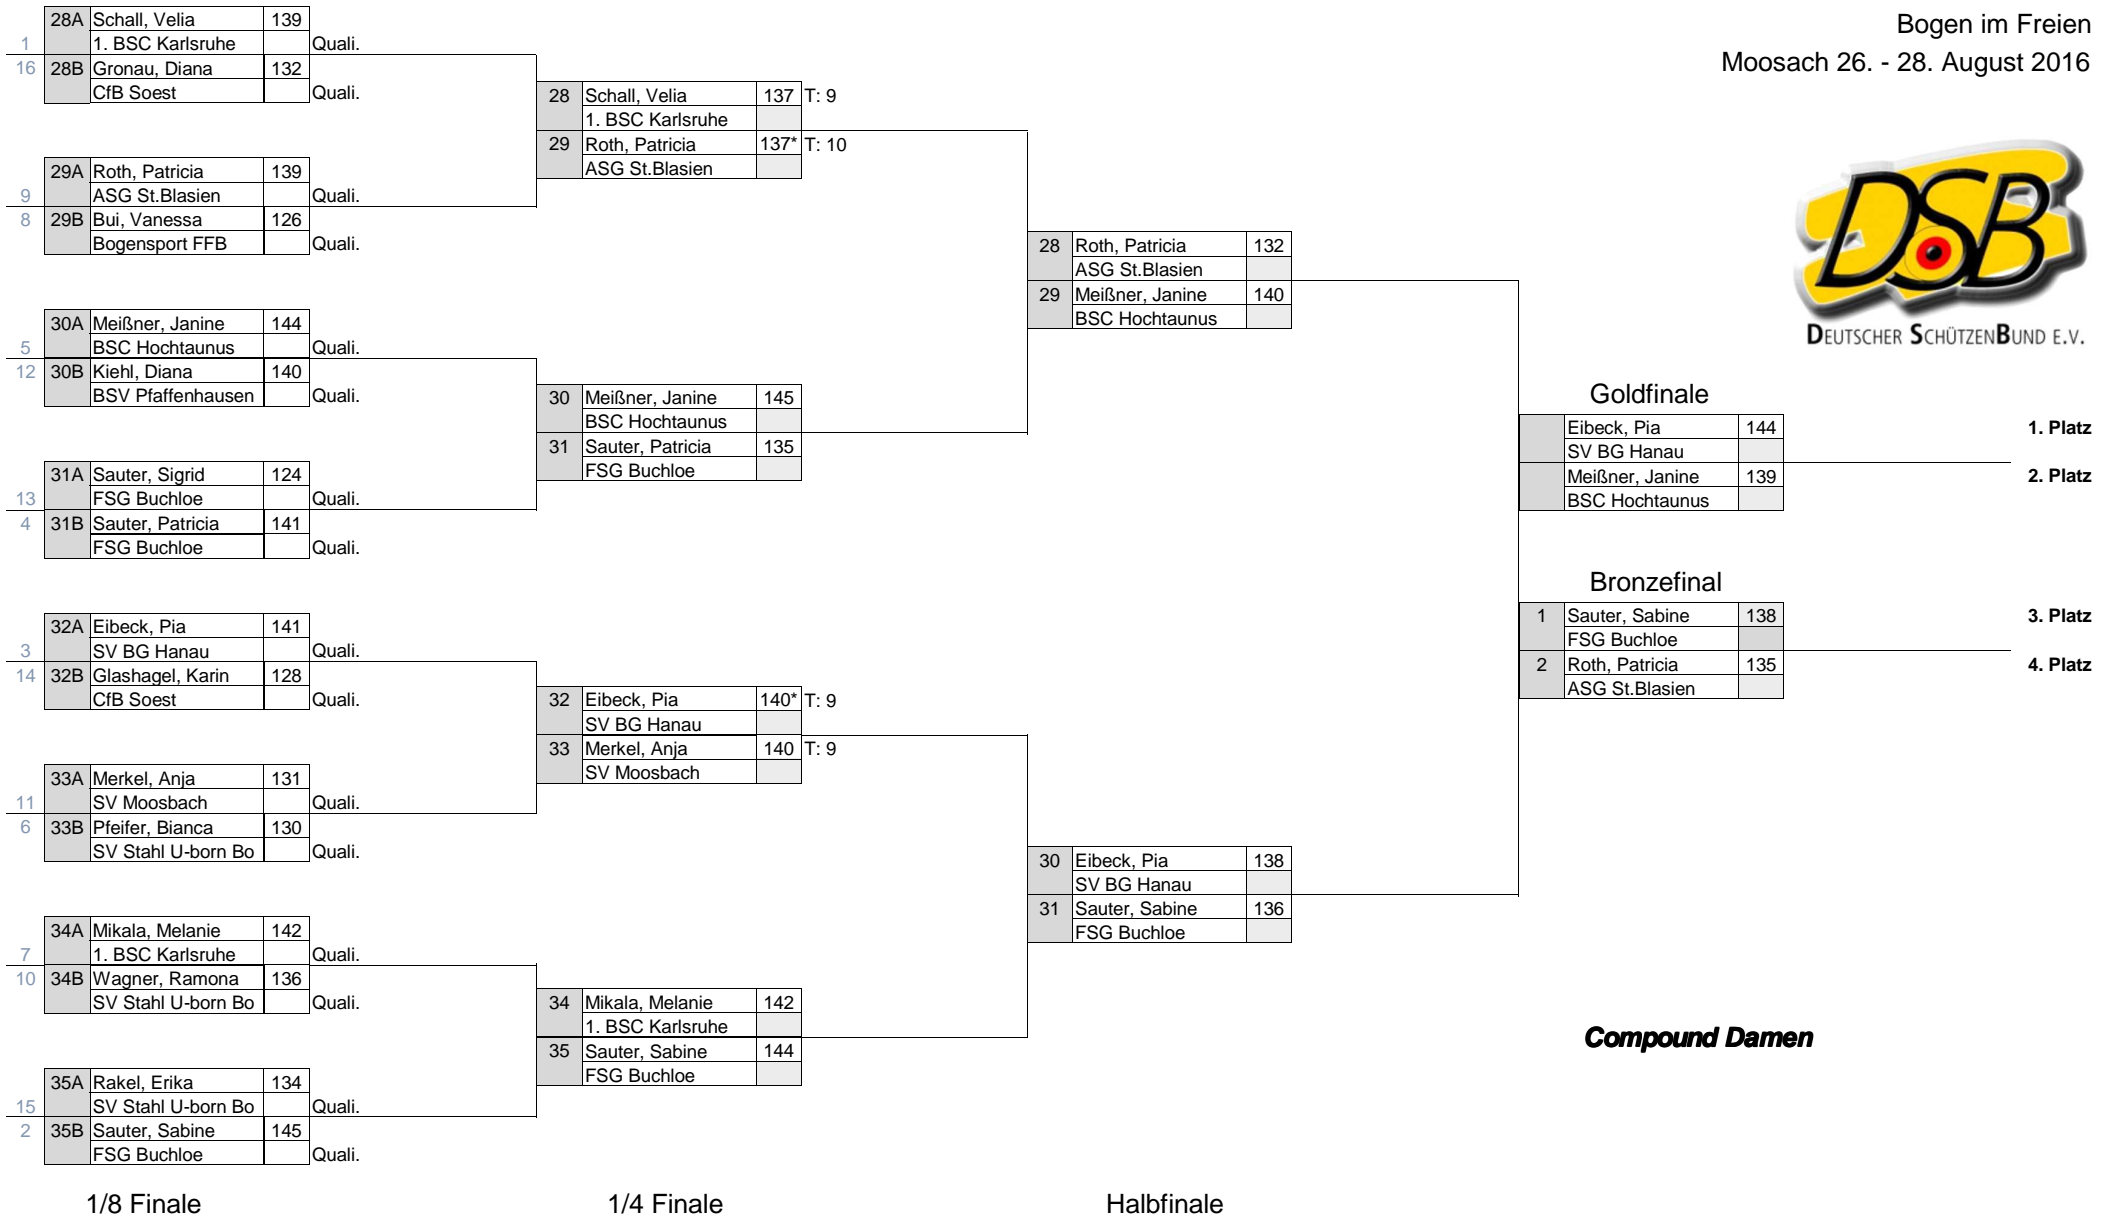 Bogen im Freien
Moosach 26. - 28. August 2016
DSB
DEUTSCHER SCHÜTZENBUND E.V.
28A Schall, Velia 139
1 1. BSC Karlsruhe Quali.
16 28B Gronau, Diana 132
CfB Soest Quali.
29A Roth, Patricia 139
9 ASG St.Blasien Quali.
8 29B Bui, Vanessa 126
Bogensport FFB Quali.
30A Meißner, Janine 144
5 BSC Hochtaunus Quali.
12 30B Kiehl, Diana 140
BSV Pfaffenhausen Quali.
31A Sauter, Sigrid 124
13 FSG Buchloe Quali.
4 31B Sauter, Patricia 141
FSG Buchloe Quali.
32A Eibeck, Pia 141
3 SV BG Hanau Quali.
14 32B Glashagel, Karin 128
CfB Soest Quali.
33A Merkel, Anja 131
11 SV Moosbach Quali.
6 33B Pfeifer, Bianca 130
SV Stahl U-born Bo Quali.
34A Mikala, Melanie 142
7 1. BSC Karlsruhe Quali.
10 34B Wagner, Ramona 136
SV Stahl U-born Bo Quali.
35A Rakel, Erika 134
15 SV Stahl U-born Bo Quali.
2 35B Sauter, Sabine 145
FSG Buchloe Quali.
1/8 Finale
28 Schall, Velia 137 T: 9
1. BSC Karlsruhe
29 Roth, Patricia 137* T: 10
ASG St.Blasien
30 Meißner, Janine 145
BSC Hochtaunus
31 Sauter, Patricia 135
FSG Buchloe
32 Eibeck, Pia 140* T: 9
SV BG Hanau
33 Merkel, Anja 140 T: 9
SV Moosbach
34 Mikala, Melanie 142
1. BSC Karlsruhe
35 Sauter, Sabine 144
FSG Buchloe
1/4 Finale
28 Roth, Patricia 132
ASG St.Blasien
29 Meißner, Janine 140
BSC Hochtaunus
30 Eibeck, Pia 138
SV BG Hanau
31 Sauter, Sabine 136
FSG Buchloe
Halbfinale
Goldfinale
Eibeck, Pia 144 1. Platz
SV BG Hanau
Meißner, Janine 139 2. Platz
BSC Hochtaunus
Bronzefinal
1 Sauter, Sabine 138 3. Platz
FSG Buchloe
2 Roth, Patricia 135 4. Platz
ASG St.Blasien
Compound Damen